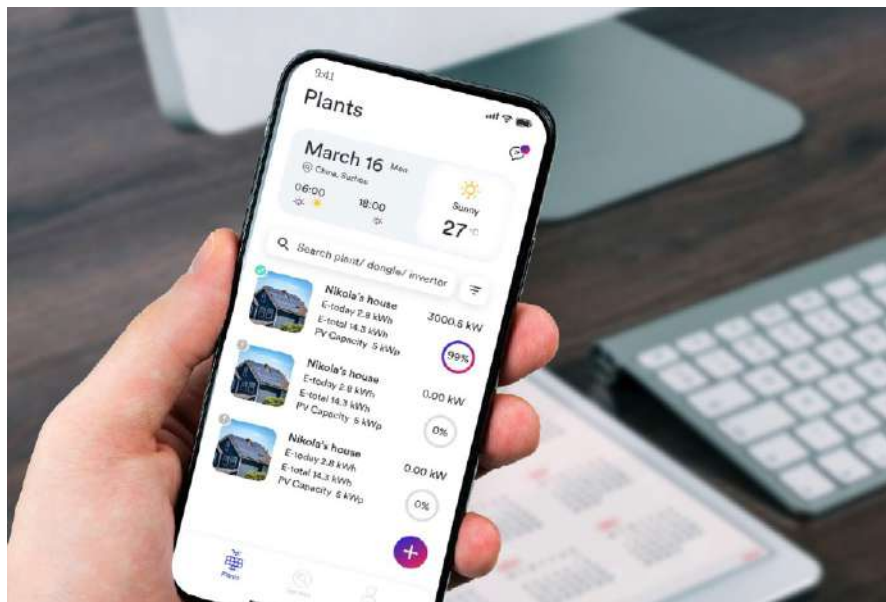 9:41
Plants
March 16 Mon
China, Suzhou
06:00 18:00
Sunny
27 °C
Search plant/ dongle/ invertor
Nikola's house
E-today 2.8 kWh
E-total 14.3 kWh
PV Capacity 5 kWp
3000.5 kW
99%
Nikola's house
E-today 2.8 kWh
E-total 14.3 kWh
PV Capacity 5 kWp
0.00 kW
0%
Nikola's house
E-today 2.8 kWh
E-total 14.3 kWh
PV Capacity 5 kWp
0.00 kW
0%
Plants